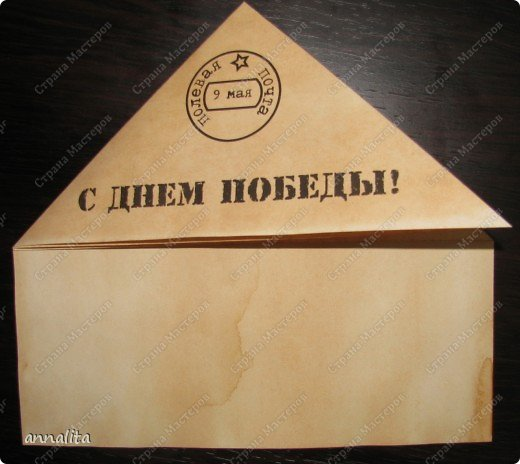 полевая почта
9 мая
С ДНЕМ ПОБЕДЫ!
annalita
Страна Мастеров